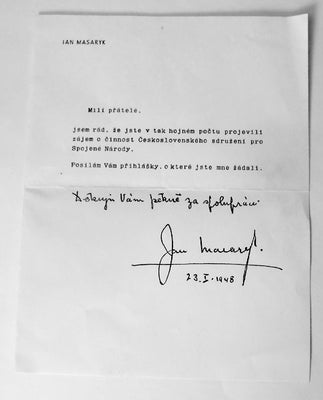 JAN MASARYK
Milí přátelé,
jsem rád, že jste v tak hojném počtu projevili
zájem o činnost Československého sdružení pro
Spojené Národy.
Posílám Vám přihlášky, o které jste mne žádali.
Děkuji Vám pěkně za spolupráci.
Jan Masaryk.
23.I.1948